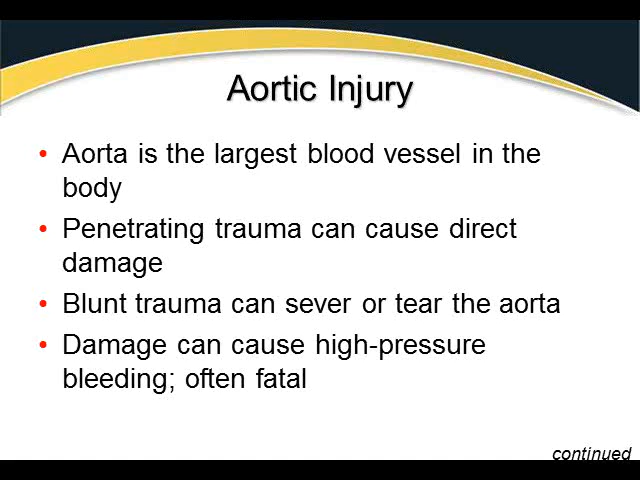 Aortic Injury
• Aorta is the largest blood vessel in the
body
• Penetrating trauma can cause direct
damage
• Blunt trauma can sever or tear the aorta
• Damage can cause high-pressure
bleeding; often fatal
continued